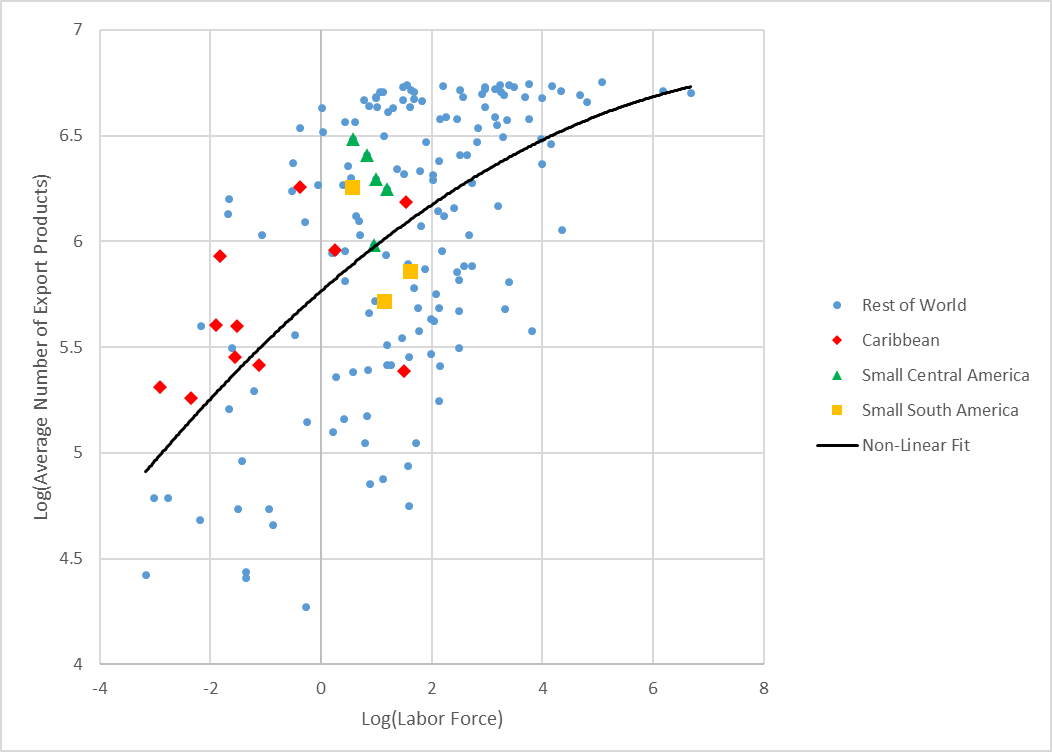 7
6.5
6
5.5
5
4.5
4
-4
-2
0
2
4
6
8
Log(Average Number of Export Products)
Log(Labor Force)
Rest of World
Caribbean
Small Central America
Small South America
Non-Linear Fit